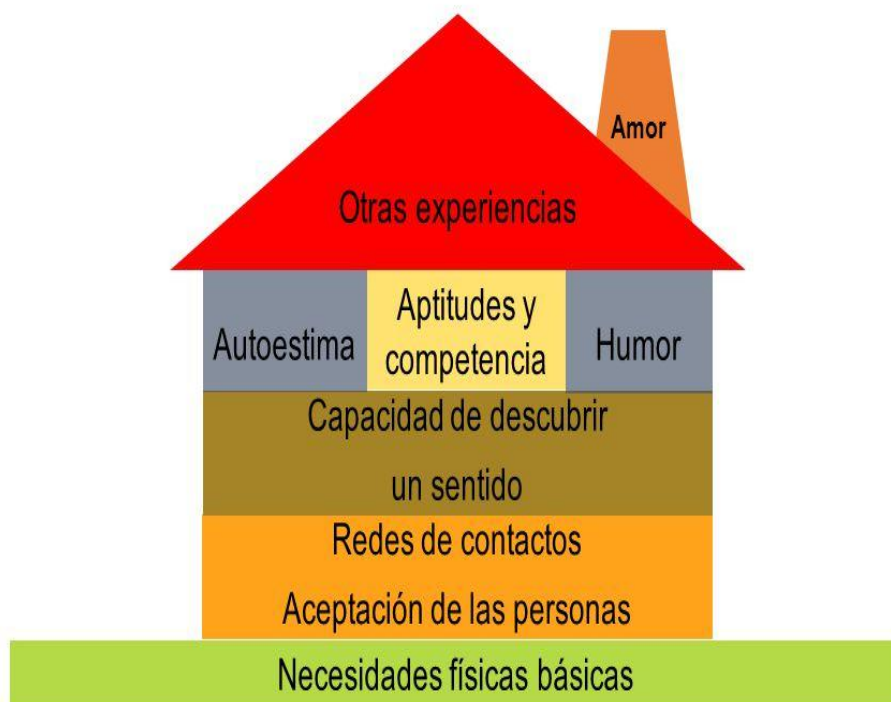 Amor
Otras experiencias
Autoestima
Aptitudes y
competencia
Humor
Capacidad de descubrir
un sentido
Redes de contactos
Aceptación de las personas
Necesidades físicas básicas